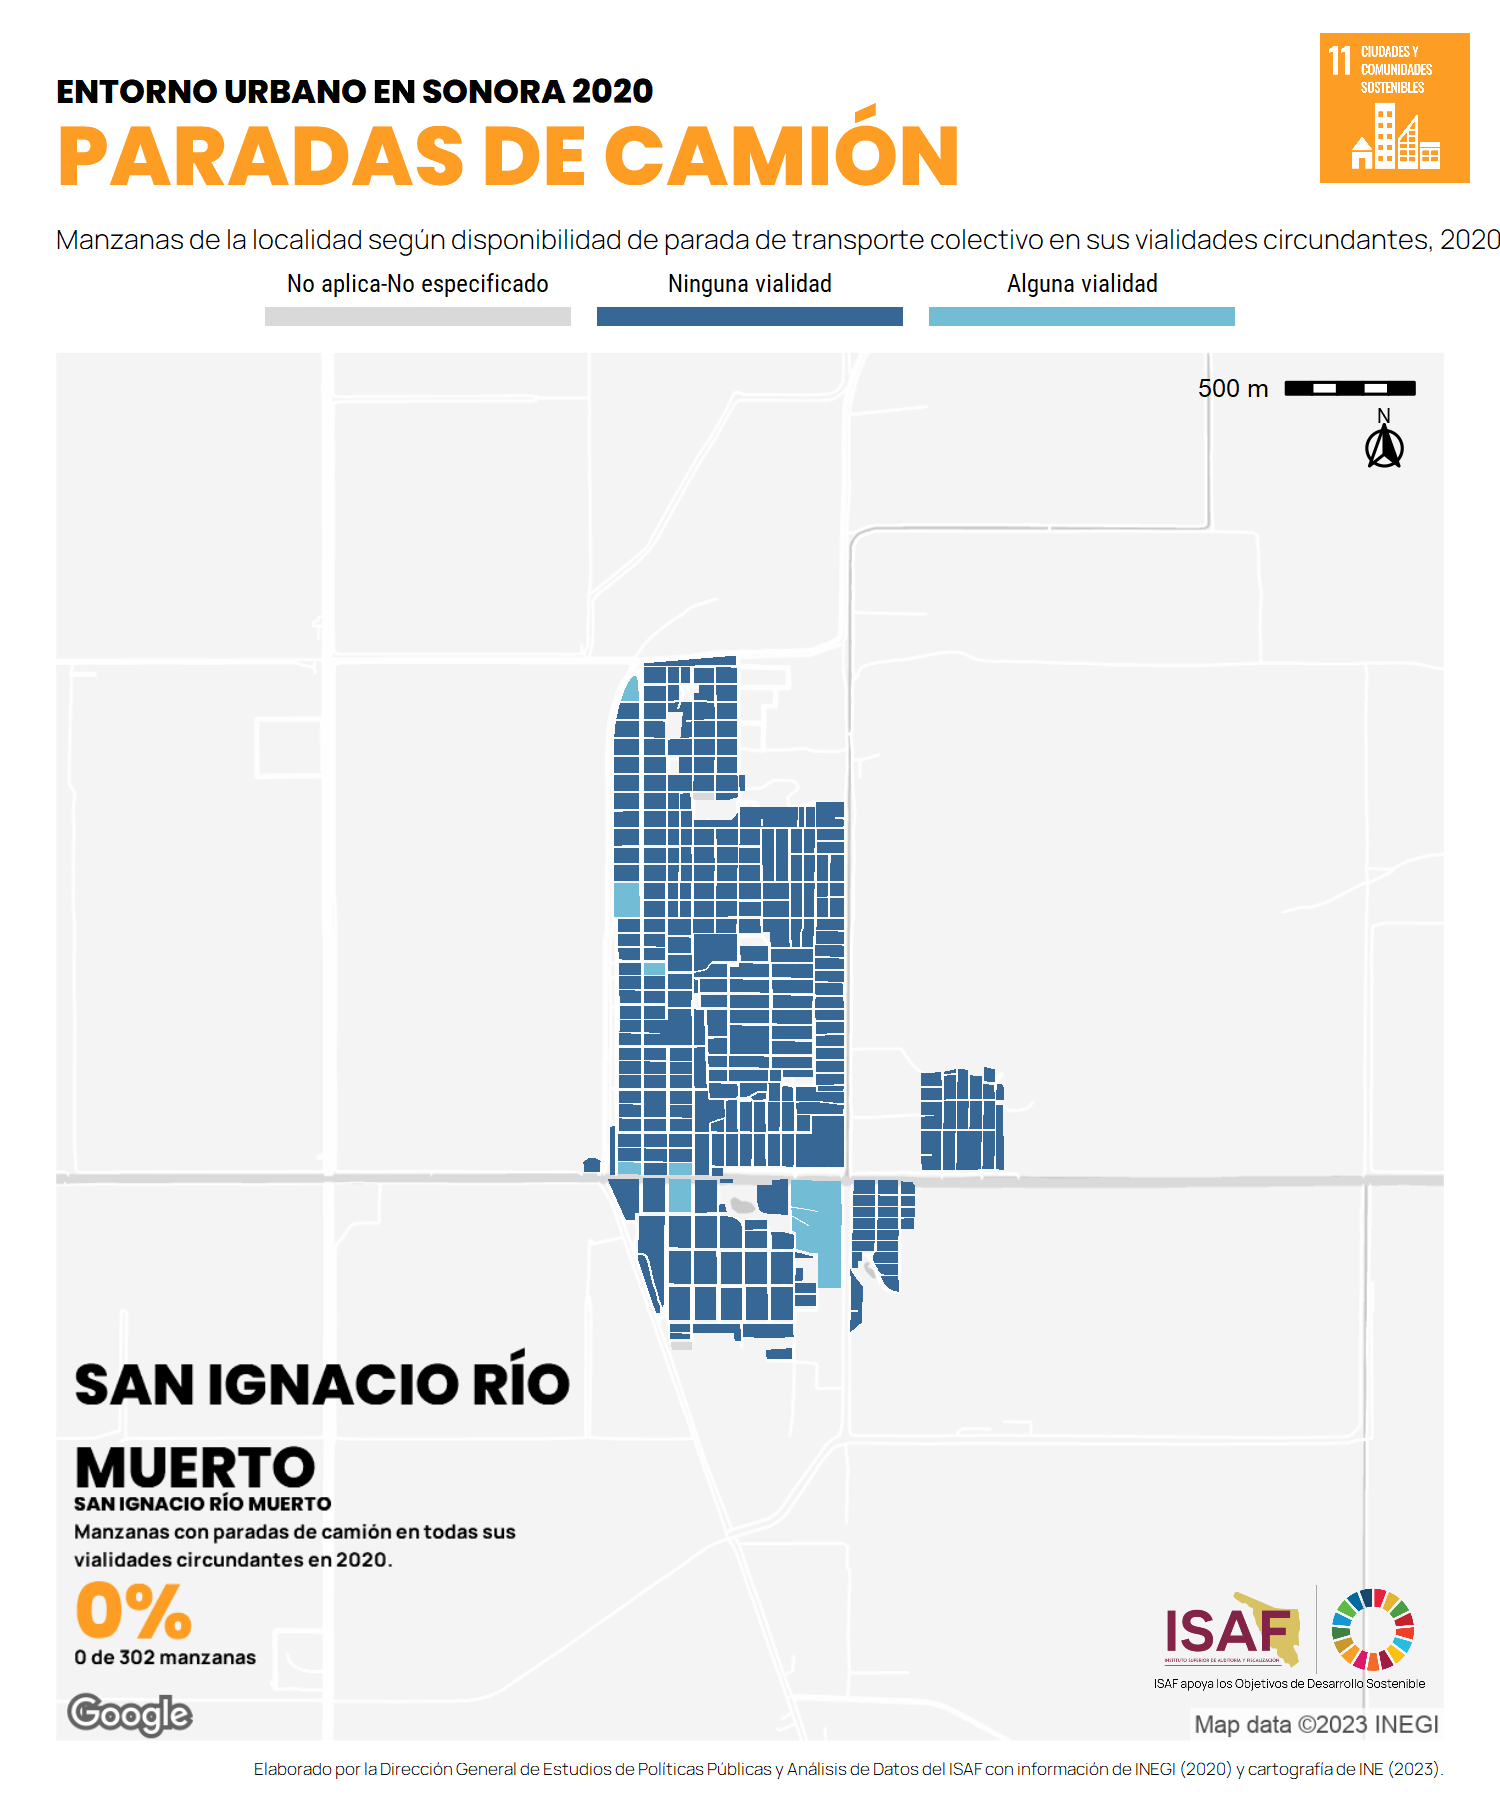 ENTORNO URBANO EN SONORA 2020
PARADAS DE CAMIÓN
11 CIUDADES Y
COMUNIDADES
SOSTENIBLES
Manzanas de la localidad según disponibilidad de parada de transporte colectivo en sus vialidades circundantes, 2020
No aplica-No especificado
Ninguna vialidad
Alguna vialidad
500 m
N
SAN IGNACIO RÍO
MUERTO
SAN IGNACIO RÍO MUERTO
Manzanas con paradas de camión en todas sus
vialidades circundantes en 2020.
0%
0 de 302 manzanas
Google
ISAF
INSTITUTO SUPERIOR DE AUDITORÍA Y FISCALIZACIÓN
ISAF apoya los Objetivos de Desarrollo Sostenible
Map data ©2023 INEGI
Elaborado por la Dirección General de Estudios de Políticas Públicas y Análisis de Datos del ISAF con información de INEGI (2020) y cartografía de INE (2023).